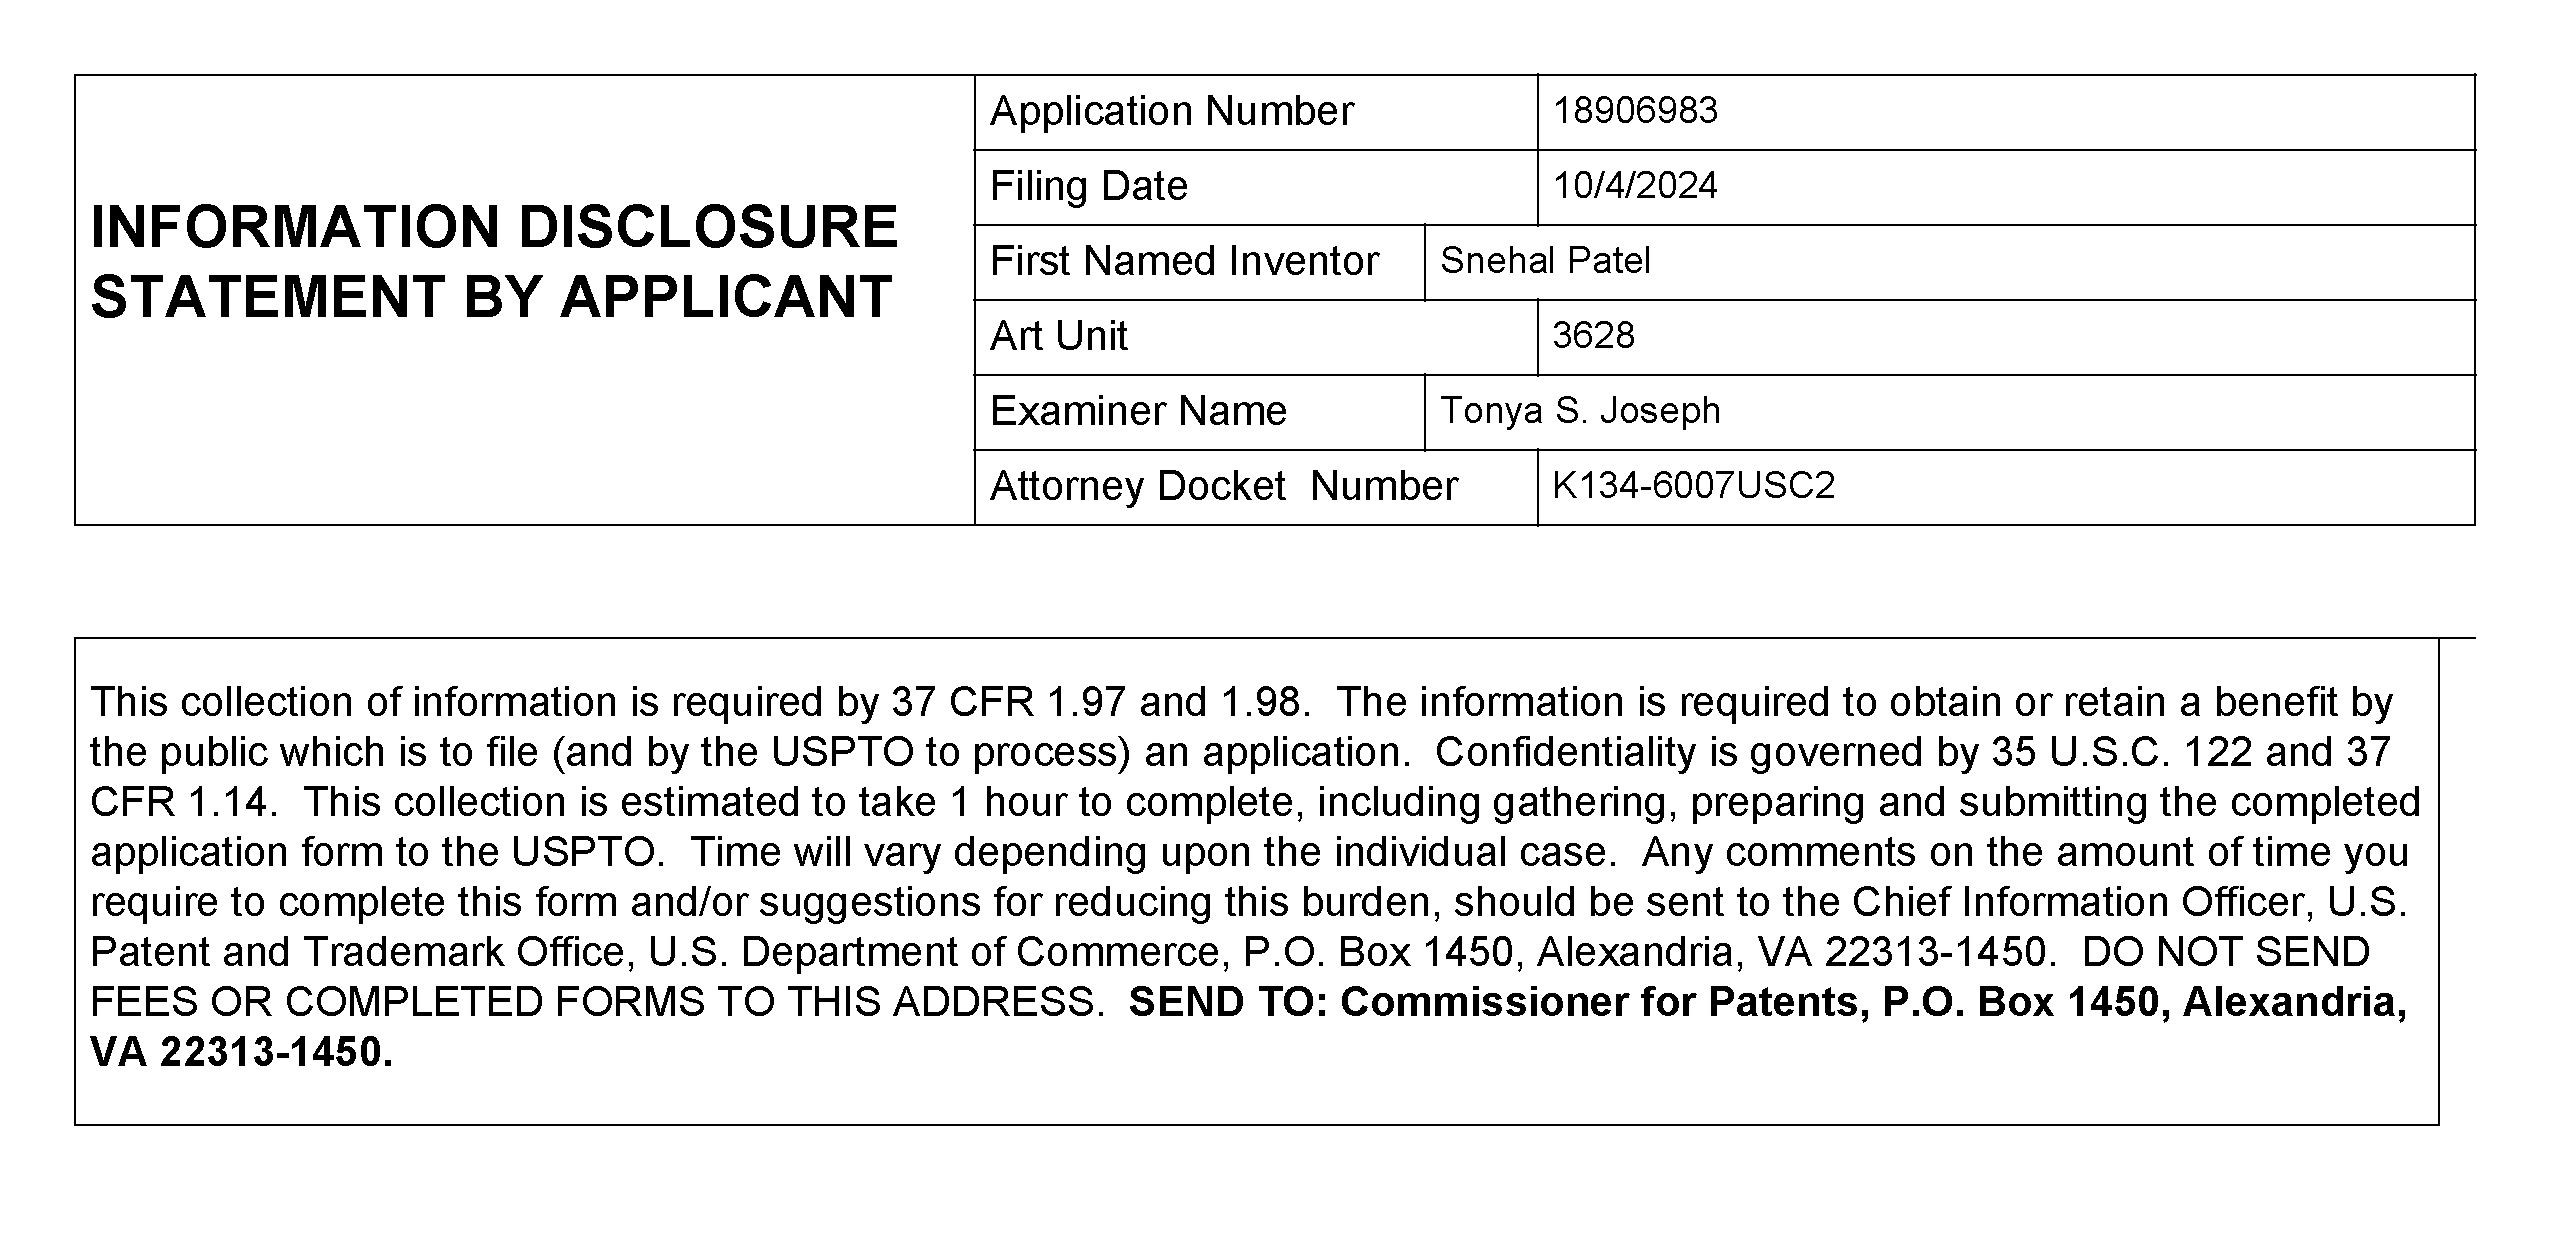 INFORMATION DISCLOSURE
STATEMENT BY APPLICANT
Application Number 18906983
Filing Date 10/4/2024
First Named Inventor Snehal Patel
Art Unit 3628
Examiner Name Tonya S. Joseph
Attorney Docket  Number K134-6007USC2
This collection of information is required by 37 CFR 1.97 and 1.98.  The information is required to obtain or retain a benefit by
the public which is to file (and by the USPTO to process) an application.  Confidentiality is governed by 35 U.S.C. 122 and 37
CFR 1.14.  This collection is estimated to take 1 hour to complete, including gathering, preparing and submitting the completed
application form to the USPTO.  Time will vary depending upon the individual case.  Any comments on the amount of time you
require to complete this form and/or suggestions for reducing this burden, should be sent to the Chief Information Officer, U.S.
Patent and Trademark Office, U.S. Department of Commerce, P.O. Box 1450, Alexandria, VA 22313-1450.  DO NOT SEND
FEES OR COMPLETED FORMS TO THIS ADDRESS.  SEND TO: Commissioner for Patents, P.O. Box 1450, Alexandria,
VA 22313-1450.